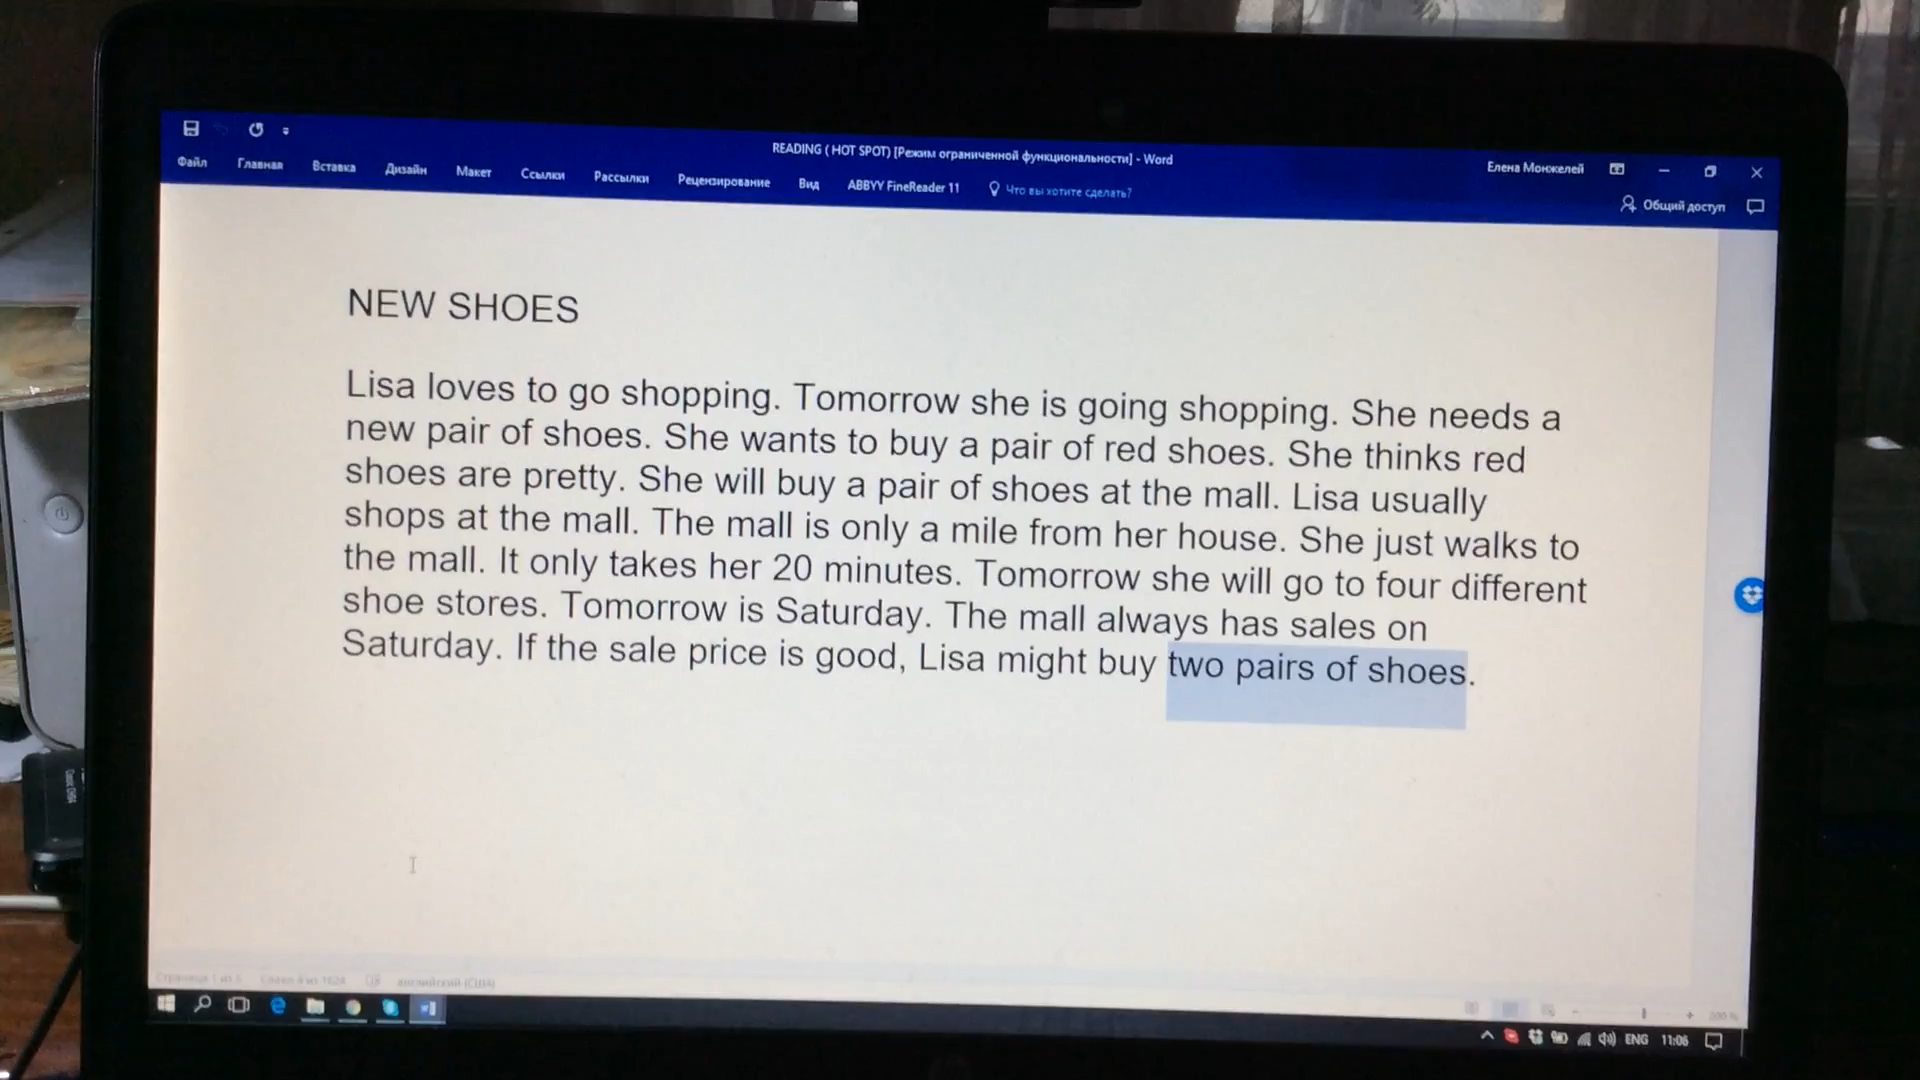 READING ( HOT SPOT) [Режим ограниченной функциональности] - Word
Елена Монжелей
Файл Главная Вставка Дизайн Макет Ссылки Рассылки Рецензирование Вид ABBYY FineReader 11 Что вы хотите сделать?
Общий доступ
NEW SHOES
Lisa loves to go shopping. Tomorrow she is going shopping. She needs a
new pair of shoes. She wants to buy a pair of red shoes. She thinks red
shoes are pretty. She will buy a pair of shoes at the mall. Lisa usually
shops at the mall. The mall is only a mile from her house. She just walks to
the mall. It only takes her 20 minutes. Tomorrow she will go to four different
shoe stores. Tomorrow is Saturday. The mall always has sales on
Saturday. If the sale price is good, Lisa might buy two pairs of shoes.
английский (США)
ENG 11:06